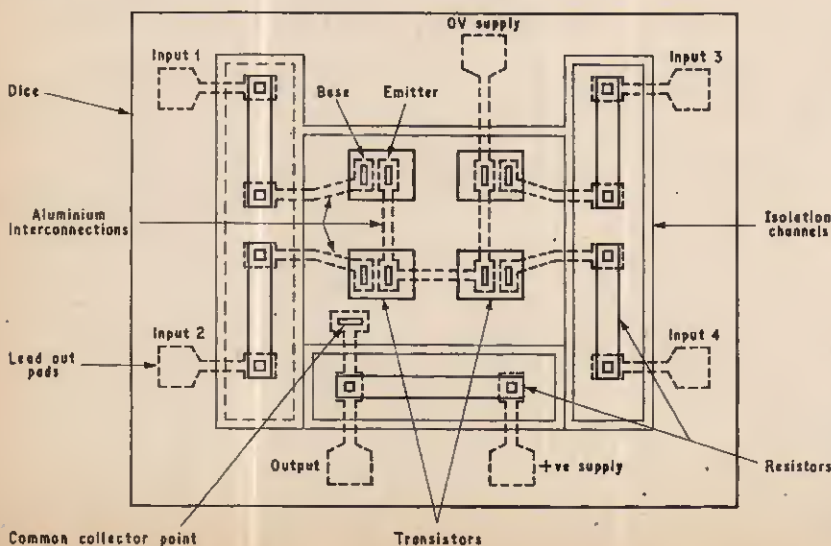 OV supply
Input 1
Input 3
Dice
Base
Emitter
Aluminium
Interconnections
Isolation
channels
Input 2
Input 4
Lead out
pads
Output
+ve supply
Resistors
Common collector point
Transistors